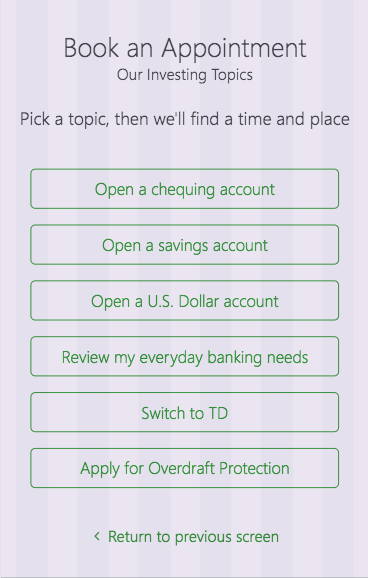 Book an Appointment
Our Investing Topics
Pick a topic, then we'll find a time and place
Open a chequing account
Open a savings account
Open a U.S. Dollar account
Review my everyday banking needs
Switch to TD
Apply for Overdraft Protection
< Return to previous screen